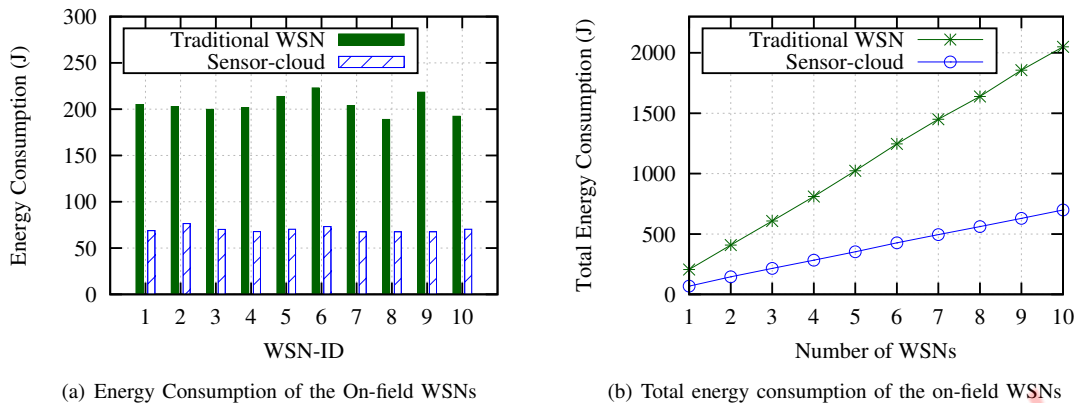 300
250
200
150
100
50
0
Energy Consumption (J)
Traditional WSN
Sensor-cloud
1 2 3 4 5 6 7 8 9 10
WSN-ID
(a) Energy Consumption of the On-field WSNs
2000
1500
1000
500
0
Total Energy Consumption (J)
Traditional WSN
Sensor-cloud
1 2 3 4 5 6 7 8 9 10
Number of WSNs
(b) Total energy consumption of the on-field WSNs